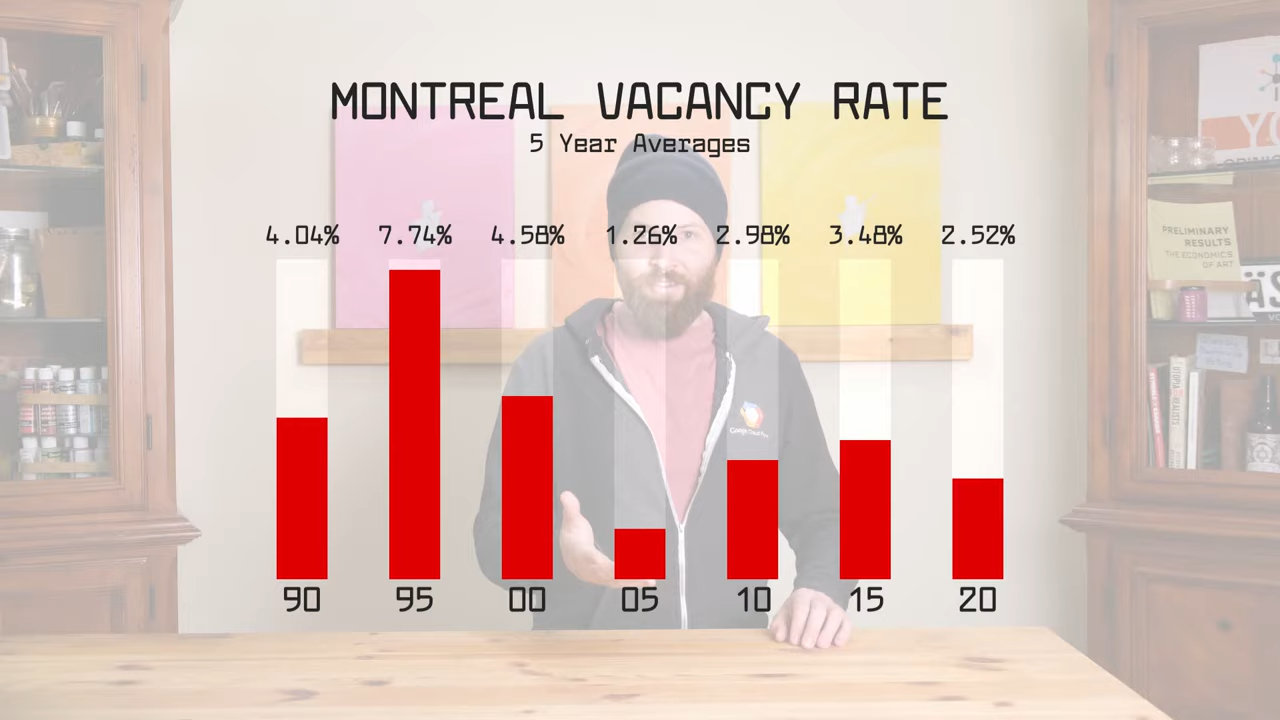 MONTREAL VACANCY RATE
5 Year Averages
4.04% 7.74% 4.58% 1.26% 2.98% 3.48% 2.52%
90 95 00 05 10 15 20
PRELIMINARY
RESULTS
THE ECONOMICS
OF ART
YO